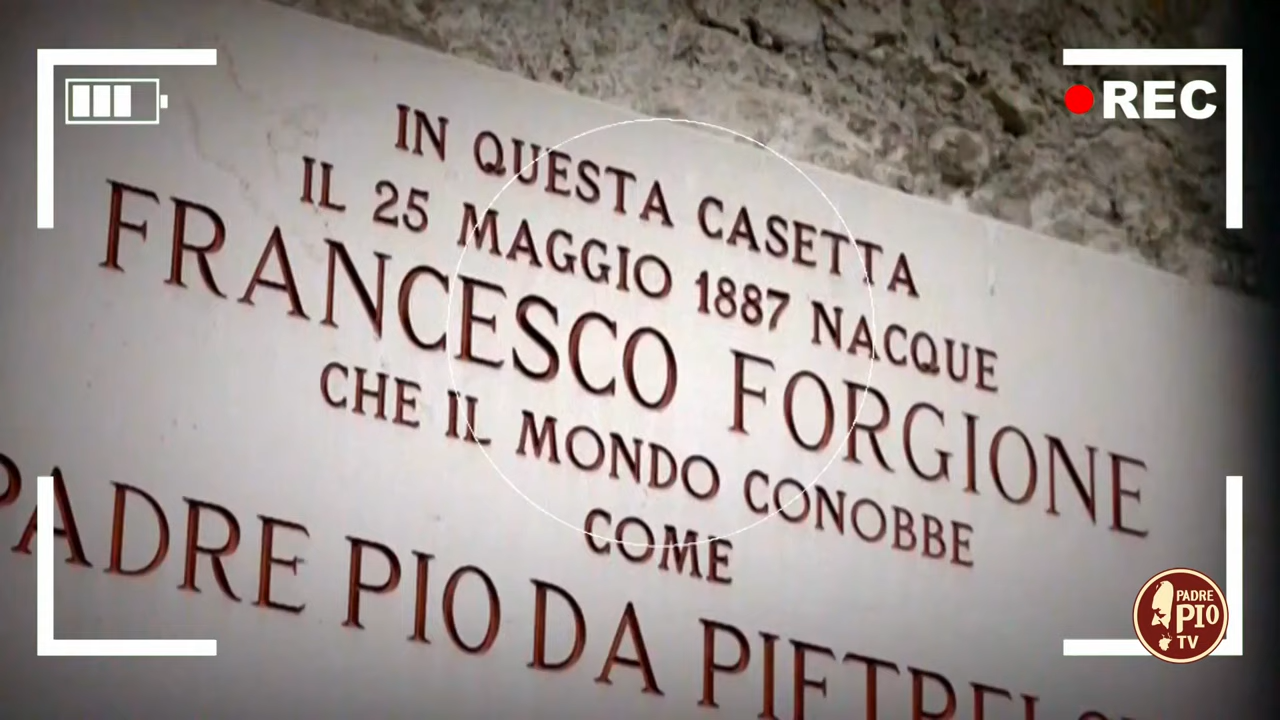 REC
IN QUESTA CASETTA
IL 25 MAGGIO 1887 NACQUE
FRANCESCO FORGIONE
CHE IL MONDO CONOBBE
COME
PADRE PIO DA
PADRE
PIO
TV